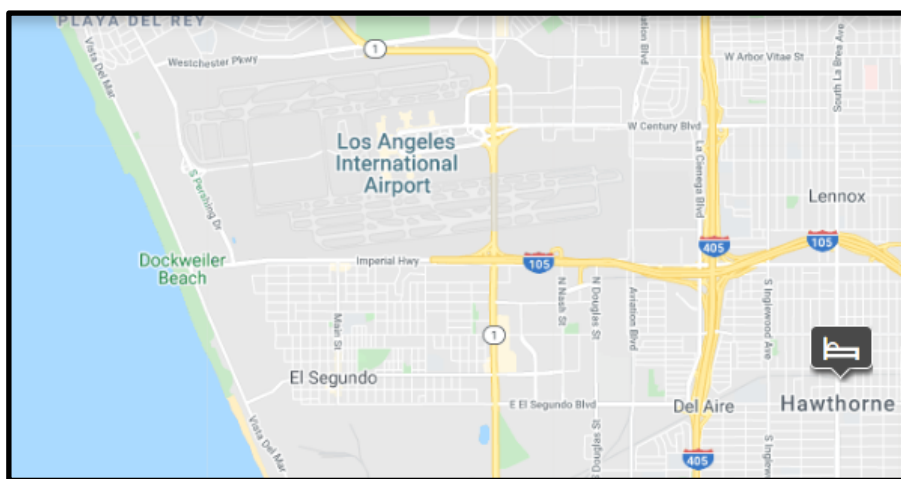 PLAYA DEL REY
Vista Del Mar
Westchester Pkwy
1
Aviation Blvd
W Arbor Vitae St
South La Brea Ave
W Century Blvd
Los Angeles
International
Airport
La Cienega Blvd
S Pershing Dr
Lennox
405
105
Dockweiler
Beach
Imperial Hwy
105
N Nash St
N Douglas St
Aviation Blvd
S Inglewood Ave
Main St
1
El Segundo
E El Segundo Blvd
Del Aire
Hawthorne
Vista Del Mar
S Douglas St
405
S Inglew